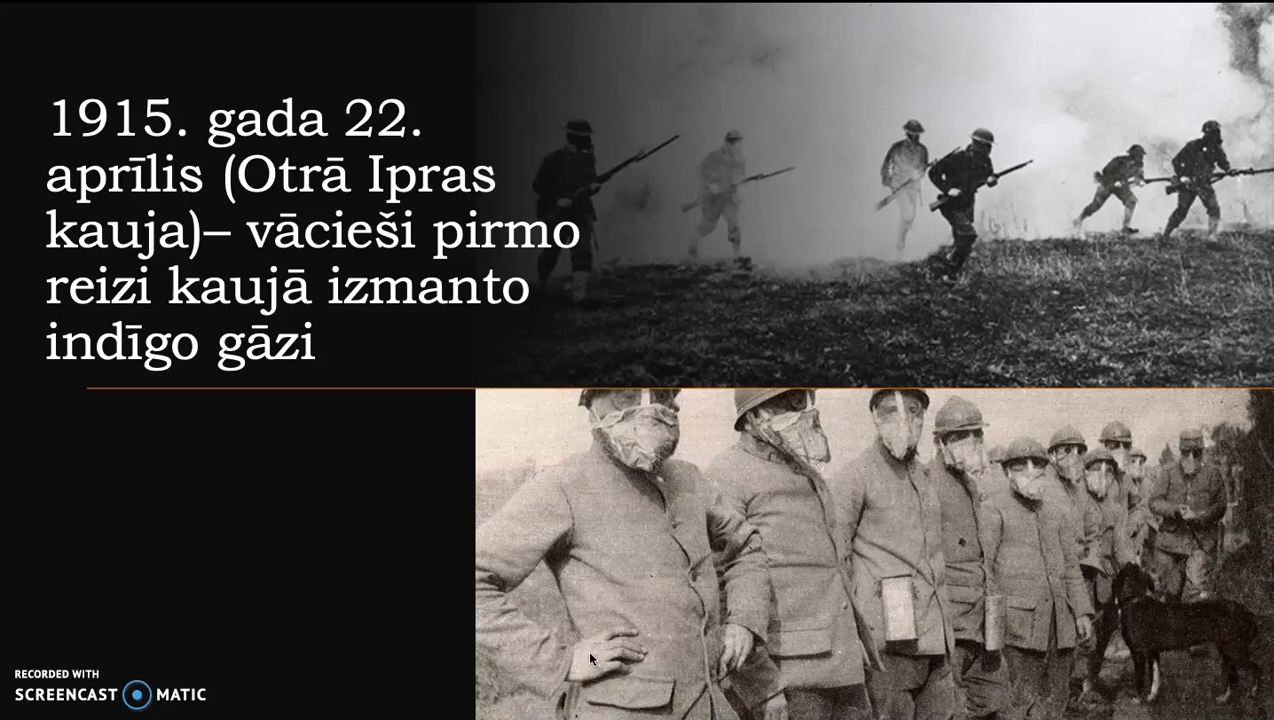 1915. gada 22.
aprīlis (Otrā Ipras
kauja)– vācieši pirmo
reizi kaujā izmanto
indīgo gāzi
RECORDED WITH
SCREENCAST MATIC